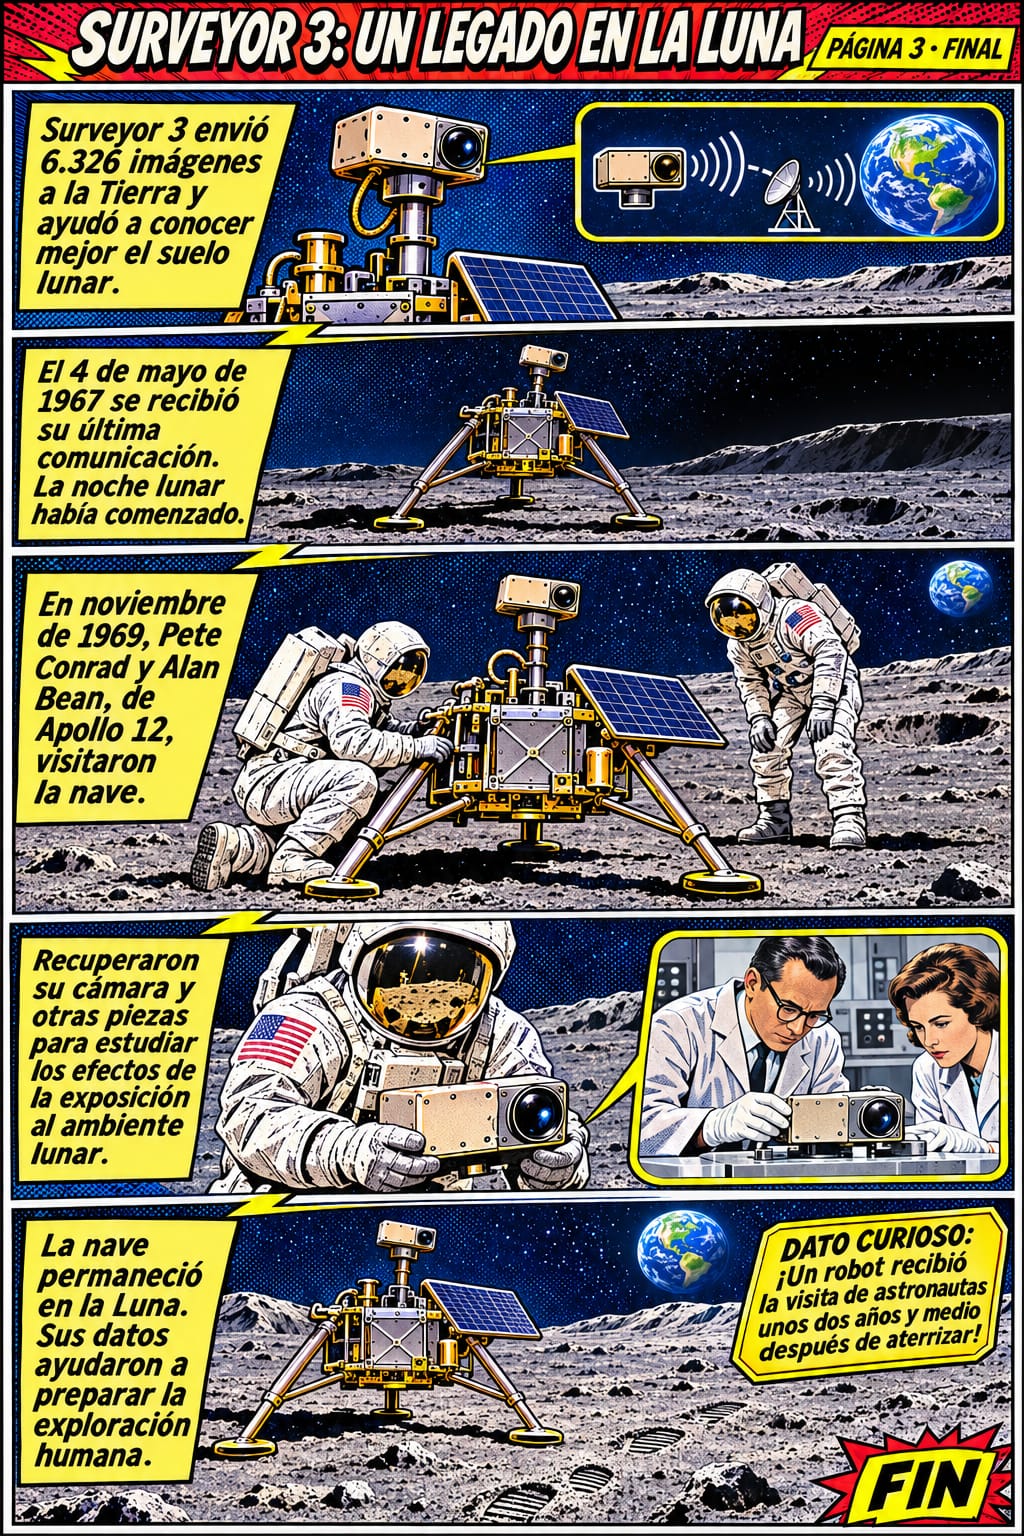 SURVEYOR 3: UN LEGADO EN LA LUNA
PÁGINA 3 • FINAL
Surveyor 3 envió
6.326 imágenes
a la Tierra y
ayudó a conocer
mejor el suelo
lunar.
El 4 de mayo de
1967 se recibió
su última
comunicación.
La noche lunar
había comenzado.
En noviembre
de 1969, Pete
Conrad y Alan
Bean, de
Apollo 12,
visitaron
la nave.
Recuperaron
su cámara y
otras piezas
para estudiar
los efectos de
la exposición
al ambiente
lunar.
La nave
permaneció
en la Luna.
Sus datos
ayudaron a
preparar la
exploración
humana.
DATO CURIOSO:
¡Un robot recibió
la visita de astronautas
unos dos años y medio
después de aterrizar!
FIN